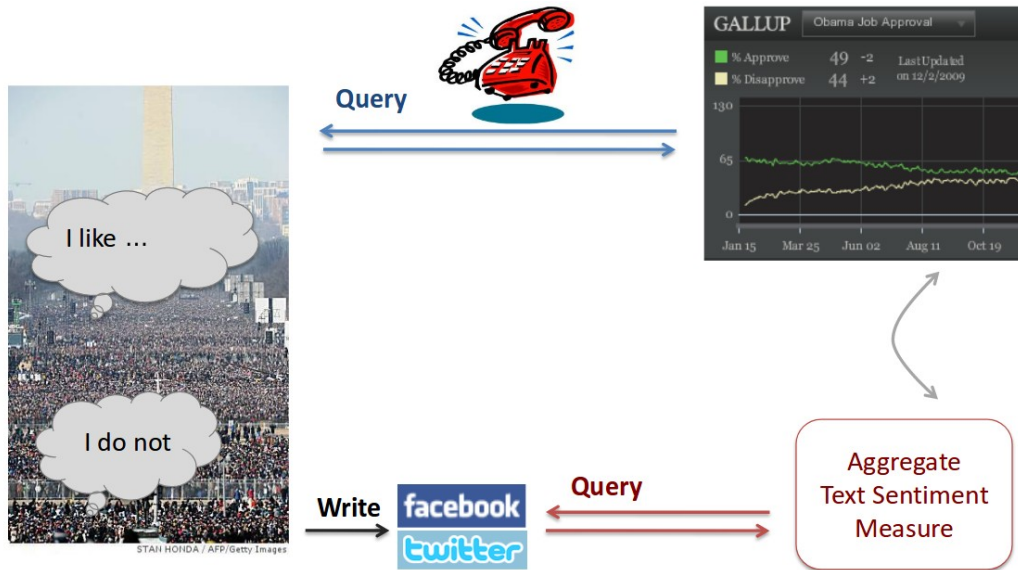 Query
GALLUP
Obama Job Approval
% Approve 49 -2
% Disapprove 44 +2
Last Updated
on 12/2/2009
130
65
0
Jan 15 Mar 25 Jun 02 Aug 11 Oct 19
I like ...
I do not
STAN HONDA / AFP/Getty Images
Write
facebook
twitter
Query
Aggregate
Text Sentiment
Measure